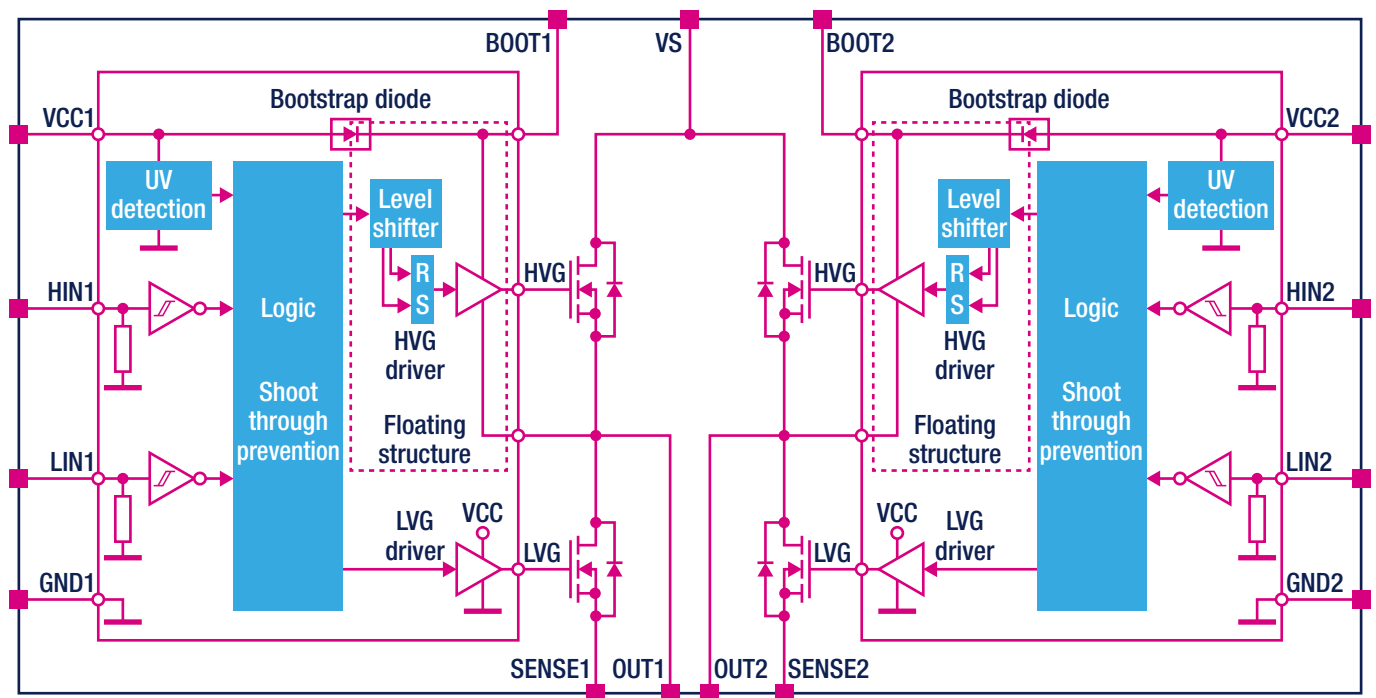 BOOT1
VS
BOOT2
Bootstrap diode
Bootstrap diode
VCC1
VCC2
UV
detection
Level
shifter
Level
shifter
UV
detection
R
S
HVG
HVG
R
S
HIN1
HIN2
Logic
HVG
driver
HVG
driver
Logic
Shoot
through
prevention
Floating
structure
Floating
structure
Shoot
through
prevention
LIN1
LIN2
LVG
driver
VCC
LVG
LVG
VCC
LVG
driver
GND1
GND2
SENSE1
OUT1
OUT2
SENSE2